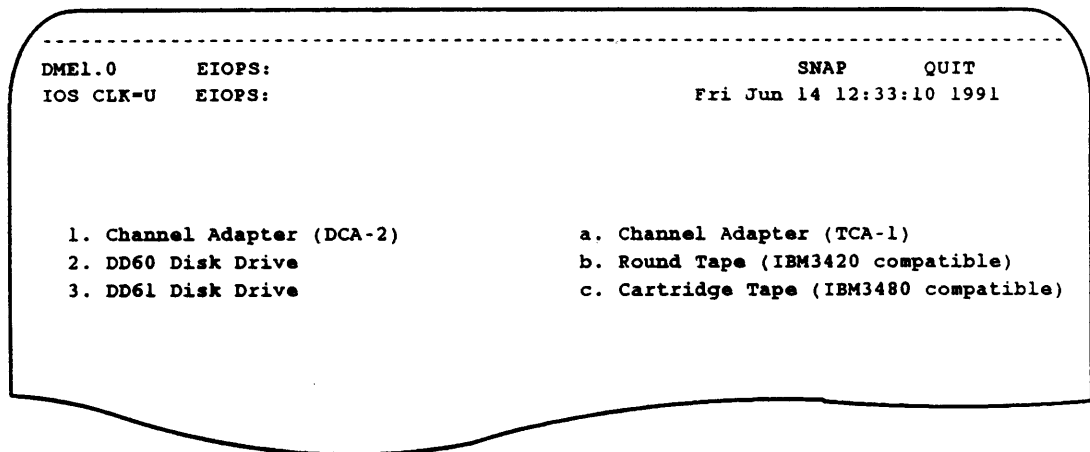 DME1.0 EIOPS: SNAP QUIT
IOS CLK=U EIOPS: Fri Jun 14 12:33:10 1991
1. Channel Adapter (DCA-2) a. Channel Adapter (TCA-1)
2. DD60 Disk Drive b. Round Tape (IBM3420 compatible)
3. DD61 Disk Drive c. Cartridge Tape (IBM3480 compatible)